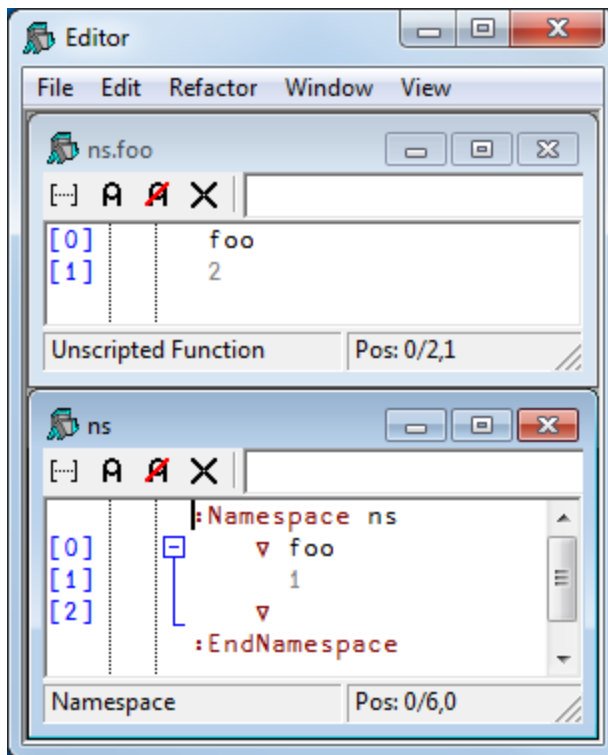 Editor
File Edit Refactor Window View
ns.foo
[0] foo
[1] 2
Unscripted Function Pos: 0/2,1
ns
:Namespace ns
[0] ∇ foo
[1] 1
[2] ∇
:EndNamespace
Namespace Pos: 0/6,0